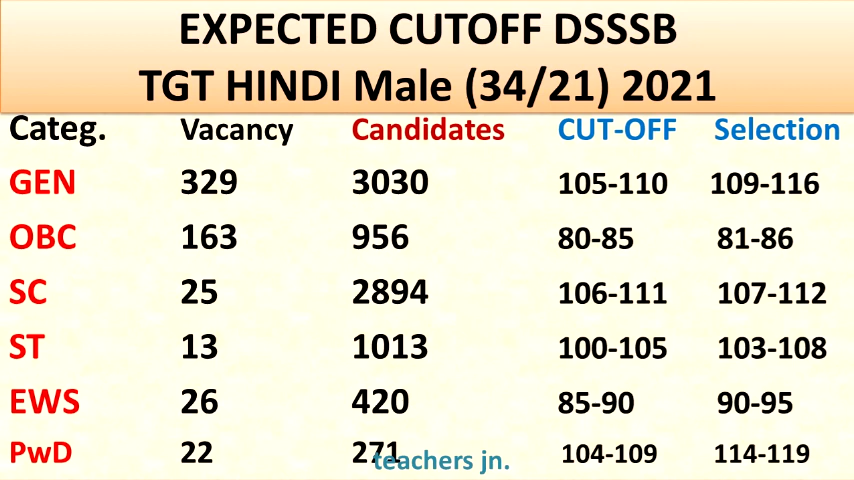 EXPECTED CUTOFF DSSSB
TGT HINDI Male (34/21) 2021
Categ. Vacancy Candidates CUT-OFF Selection
GEN 329 3030 105-110 109-116
OBC 163 956 80-85 81-86
SC 25 2894 106-111 107-112
ST 13 1013 100-105 103-108
EWS 26 420 85-90 90-95
PwD 22 271 104-109 114-119
teachers jn.